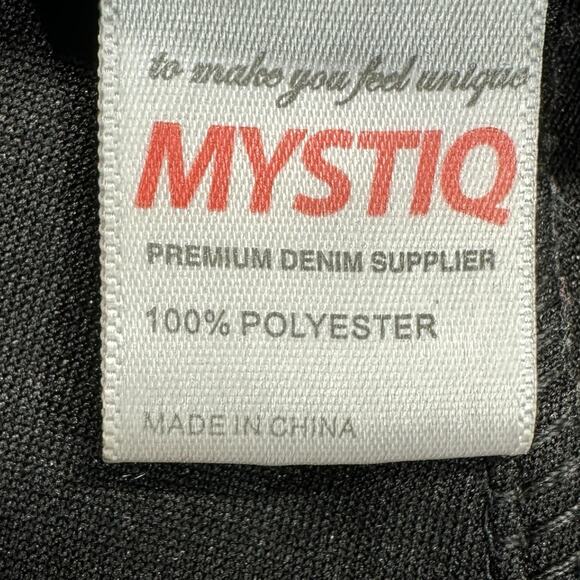 to make you feel unique
MYSTIQ
PREMIUM DENIM SUPPLIER
100% POLYESTER
MADE IN CHINA